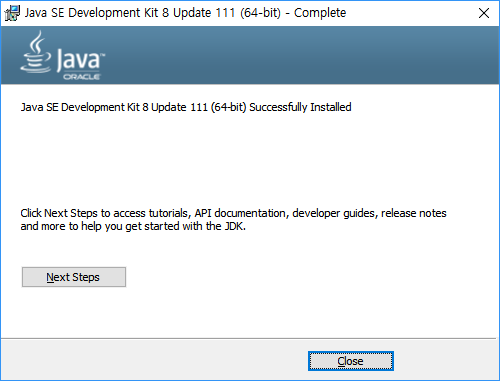 Java SE Development Kit 8 Update 111 (64-bit) - Complete
Java™
ORACLE
Java SE Development Kit 8 Update 111 (64-bit) Successfully Installed
Click Next Steps to access tutorials, API documentation, developer guides, release notes
and more to help you get started with the JDK.
Next Steps
Close